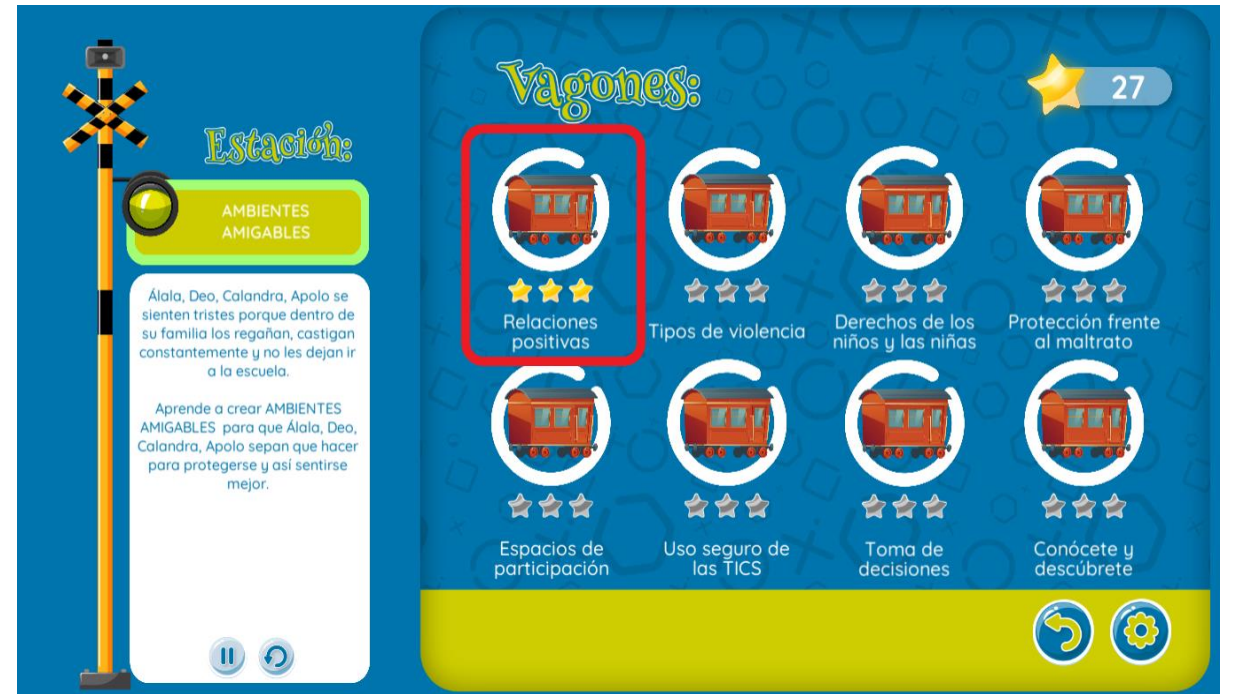 Estación:
AMBIENTES
AMIGABLES
Álala, Deo, Calandra, Apolo se
sienten tristes porque dentro de
su familia los regañan, castigan
constantemente y no les dejan ir
a la escuela.
Aprende a crear AMBIENTES
AMIGABLES para que Álala, Deo,
Calandra, Apolo sepan que hacer
para protegerse y así sentirse
mejor.
Vagones:
27
Relaciones
positivas
Tipos de violencia
Derechos de los
niños y las niñas
Protección frente
al maltrato
Espacios de
participación
Uso seguro de
las TICS
Toma de
decisiones
Conócete y
descúbrete